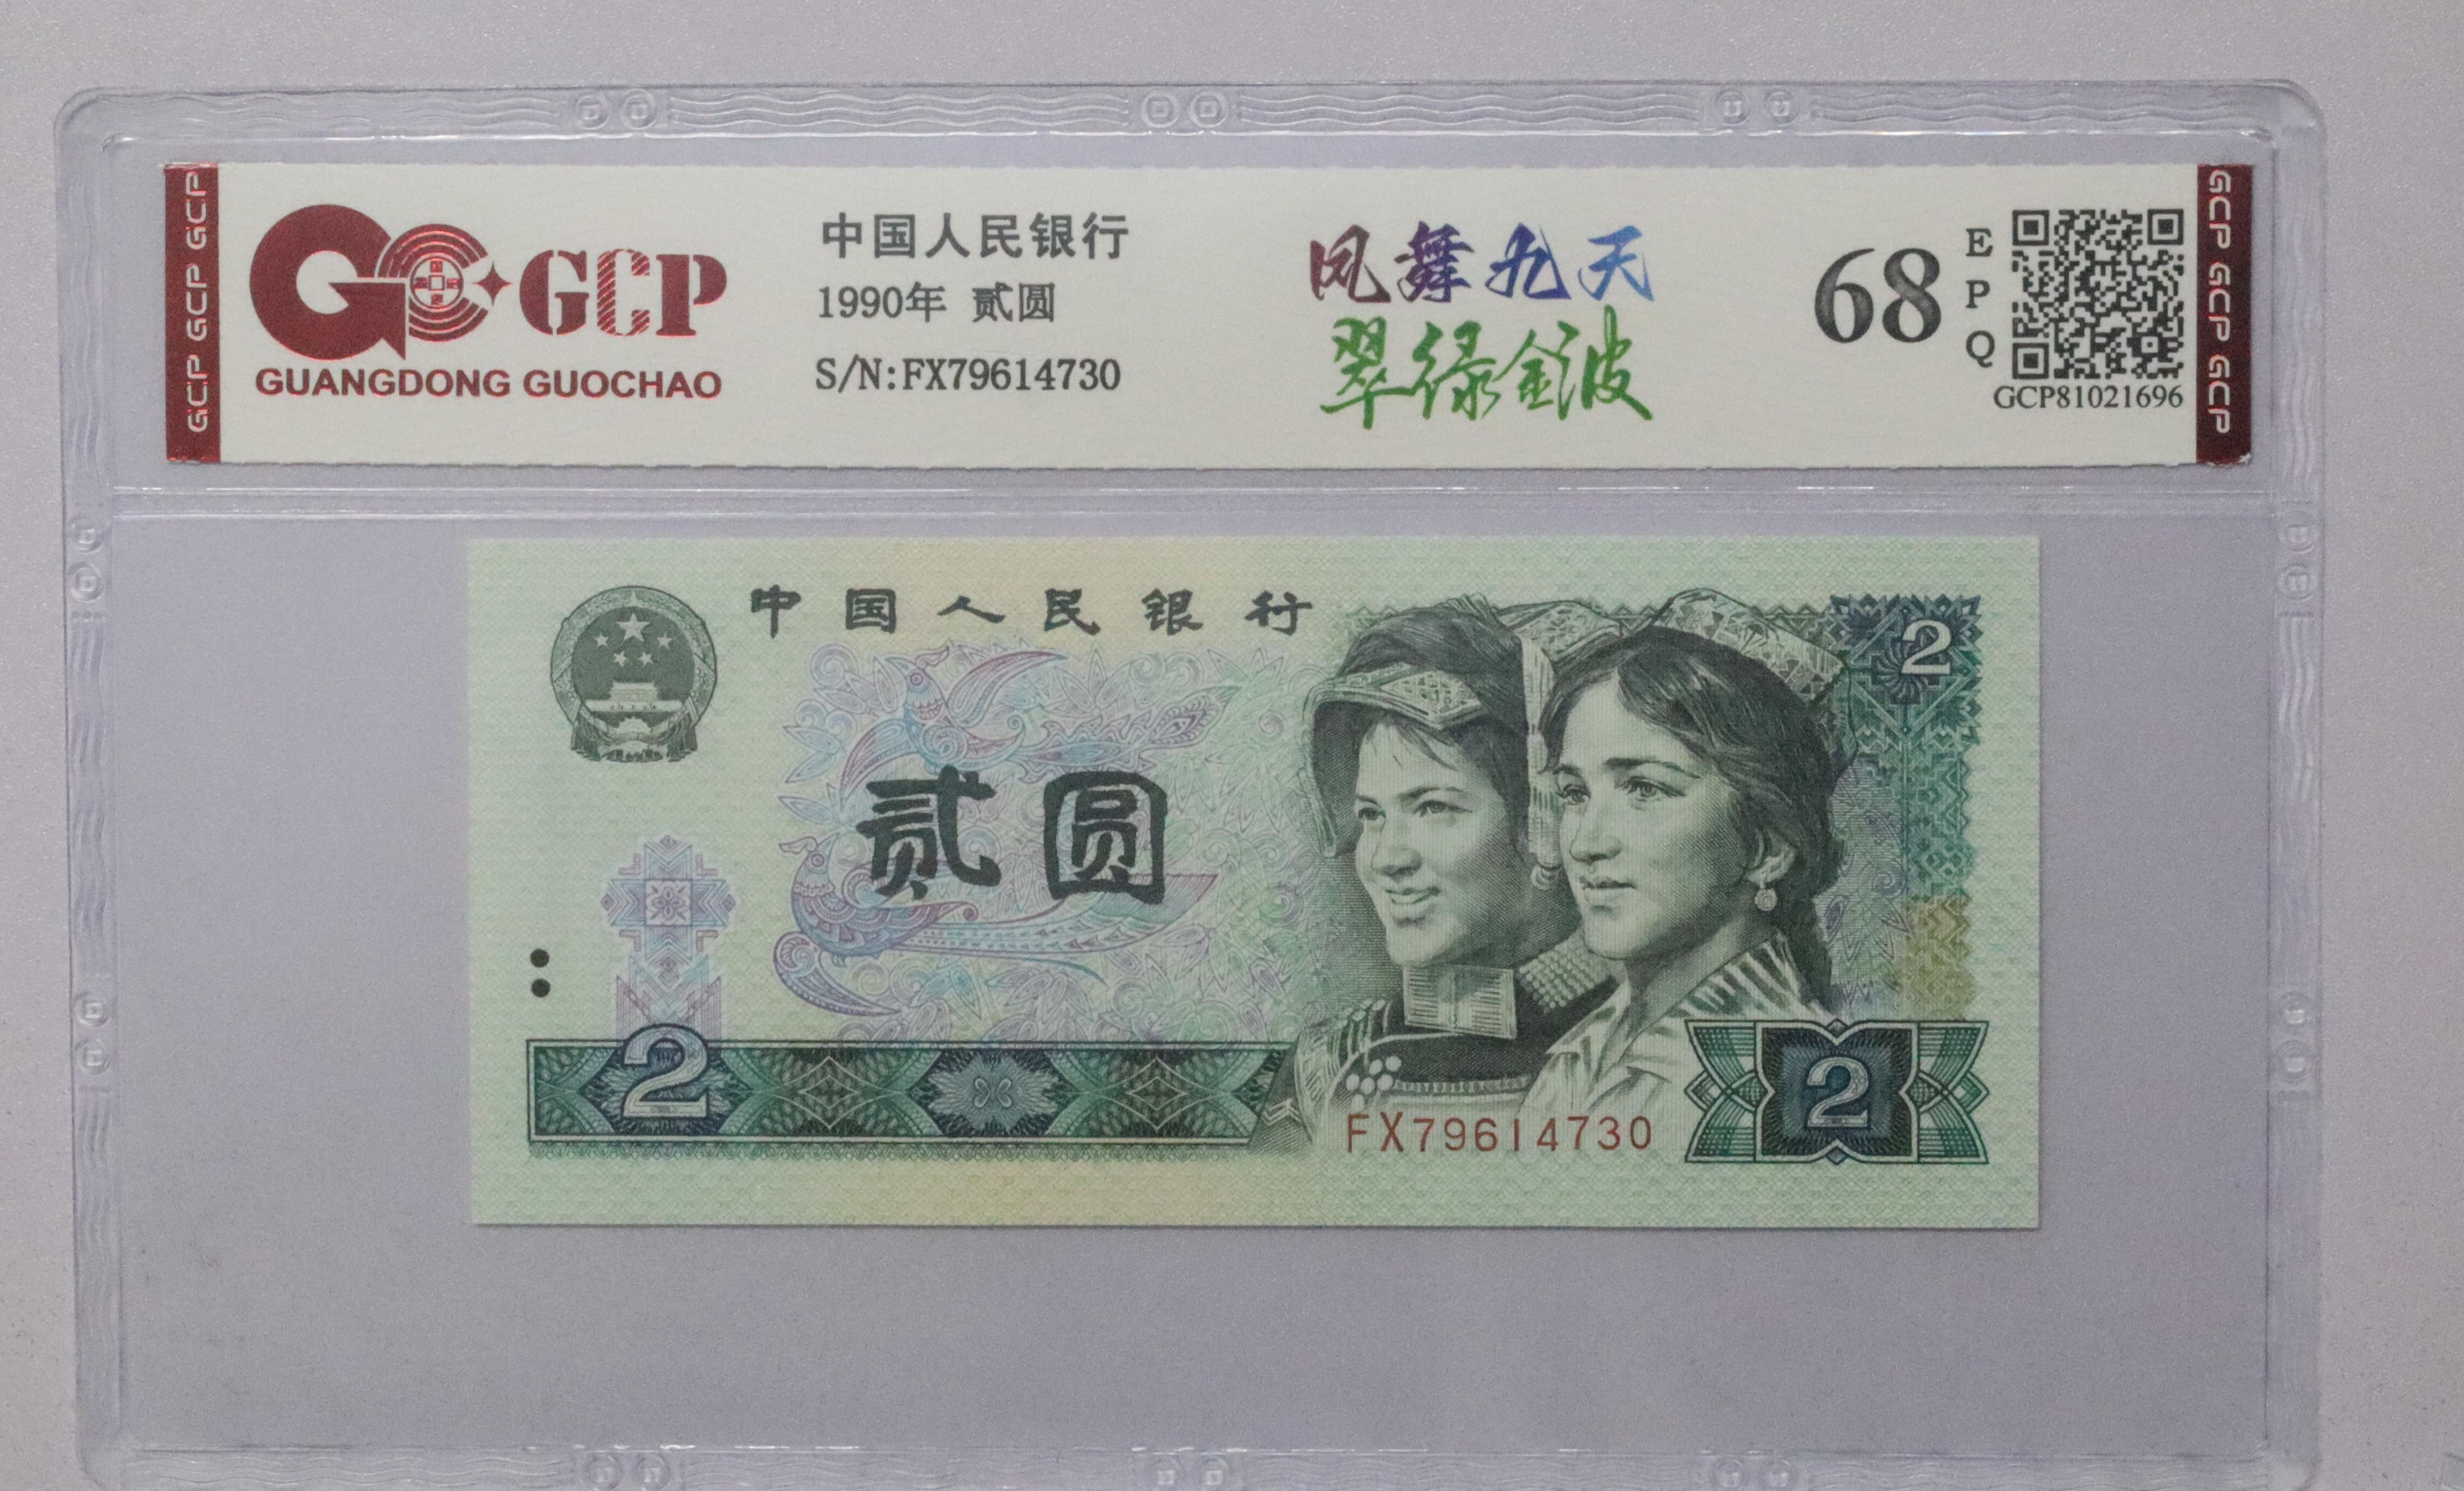 GCP GCP GCP
GCP
GUANGDONG GUOCHAO
中国人民银行
1990年 贰圆
S/N:FX79614730
凤舞九天
翠绿金波
68
EPQ
GCP81021696
GCP GCP GCP
中国人民银行
2
贰圆
2
FX79614730
2